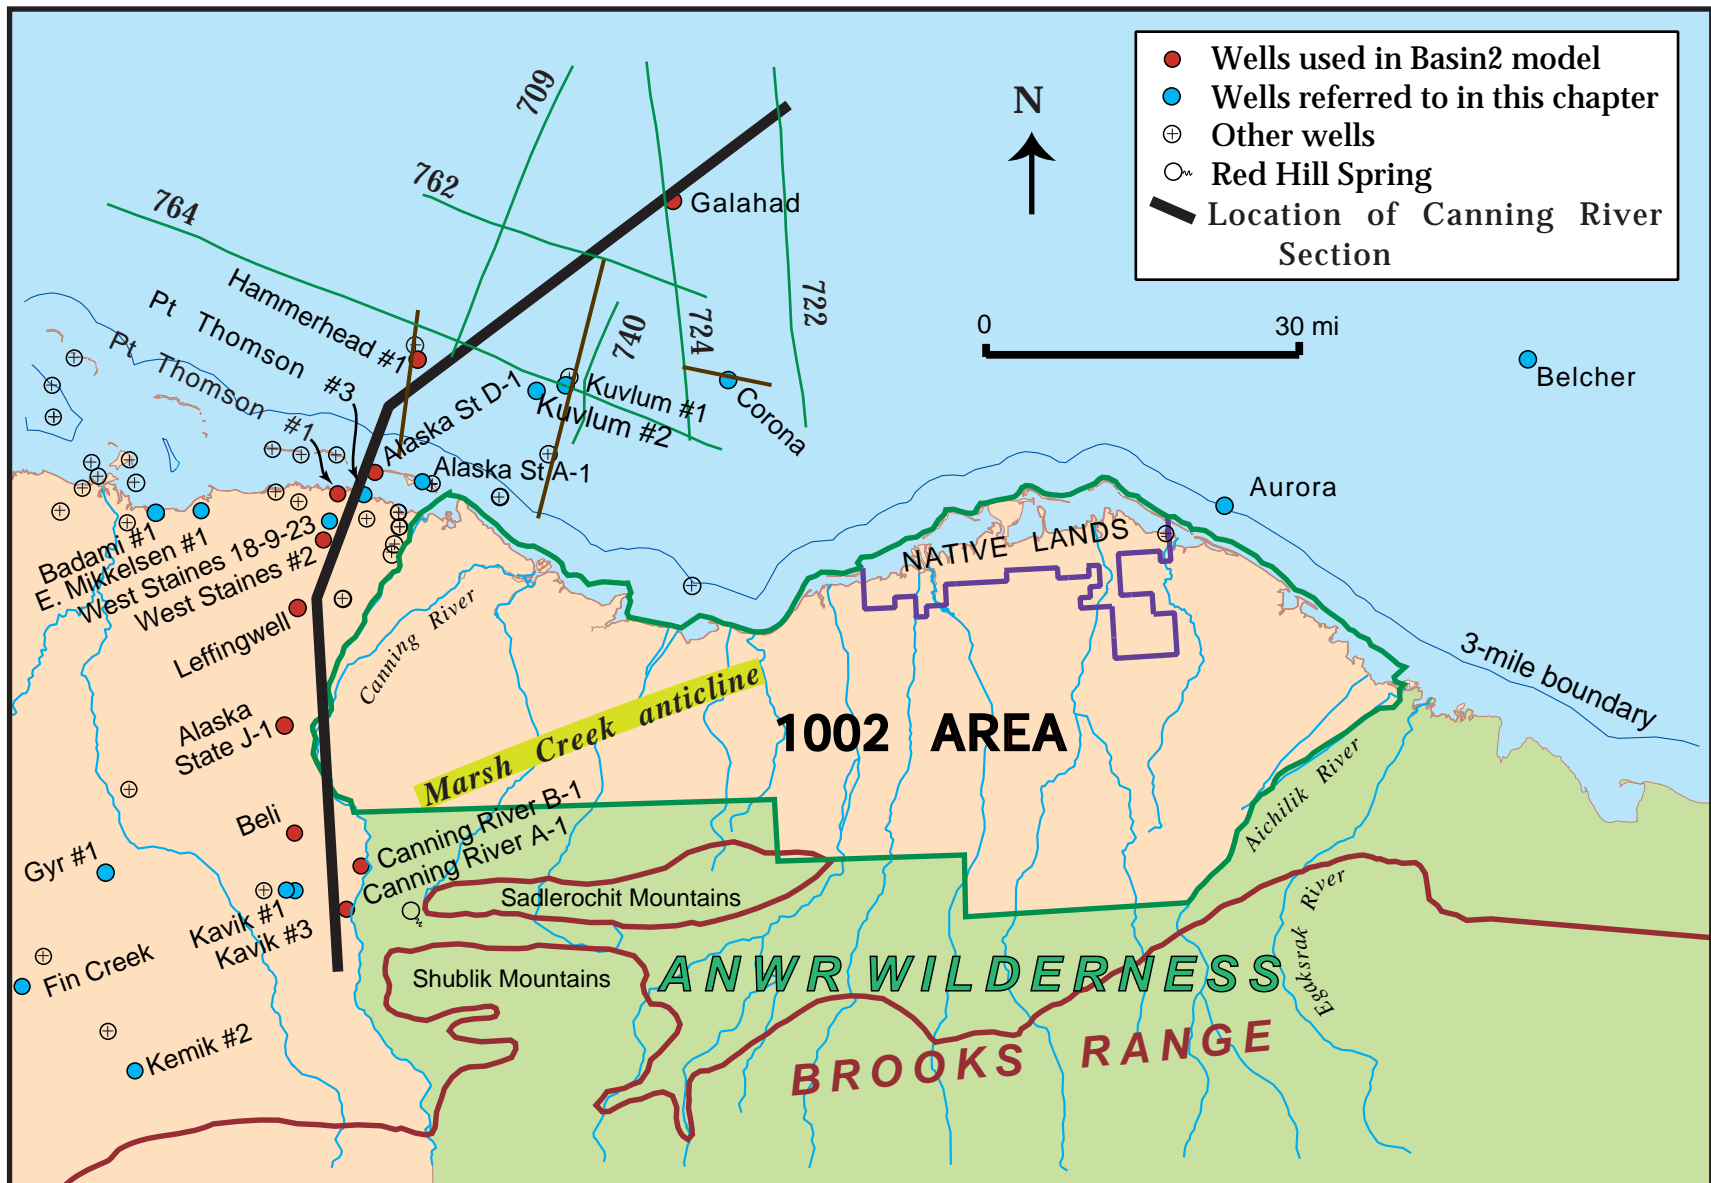 Wells used in Basin2 model
Wells referred to in this chapter
Other wells
Red Hill Spring
Location of Canning River
Section
N
0
30 mi
709
762
764
722
724
740
Galahad
Hammerhead #1
Pt Thomson #3
Pt Thomson #1
Alaska St D-1
Kuvlum #1
Kuvlum #2
Corona
Belcher
Alaska St A-1
Aurora
Badami #1
E. Mikkelsen #1
West Staines 18-9-23
West Staines #2
Leffingwell
NATIVE LANDS
Canning River
3-mile boundary
Marsh Creek anticline
1002 AREA
Alaska
State J-1
Aichilik River
Beli
Canning River B-1
Canning River A-1
Gyr #1
Kavik #1
Kavik #3
Sadlerochit Mountains
Egaksrak River
Fin Creek
Shublik Mountains
ANWR WILDERNESS
Kemik #2
BROOKS RANGE